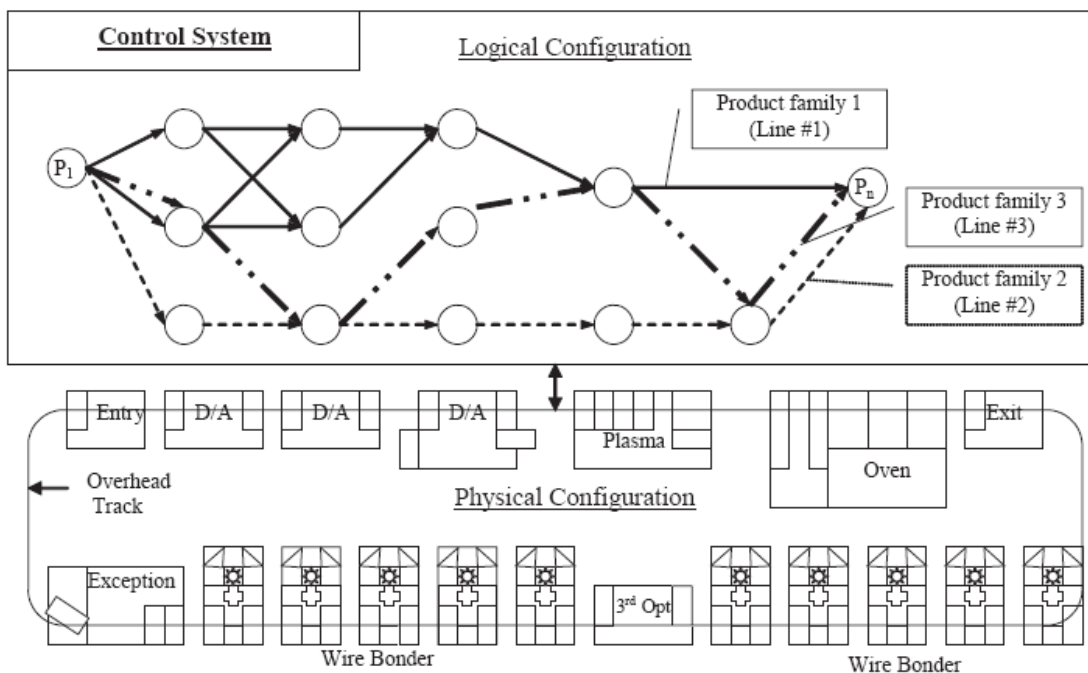 Control System
Logical Configuration
Product family 1
(Line #1)
P1
Pn
Product family 3
(Line #3)
Product family 2
(Line #2)
Entry
D/A
D/A
D/A
Plasma
Oven
Exit
Overhead
Track
Physical Configuration
Exception
3rd Opt
Wire Bonder
Wire Bonder